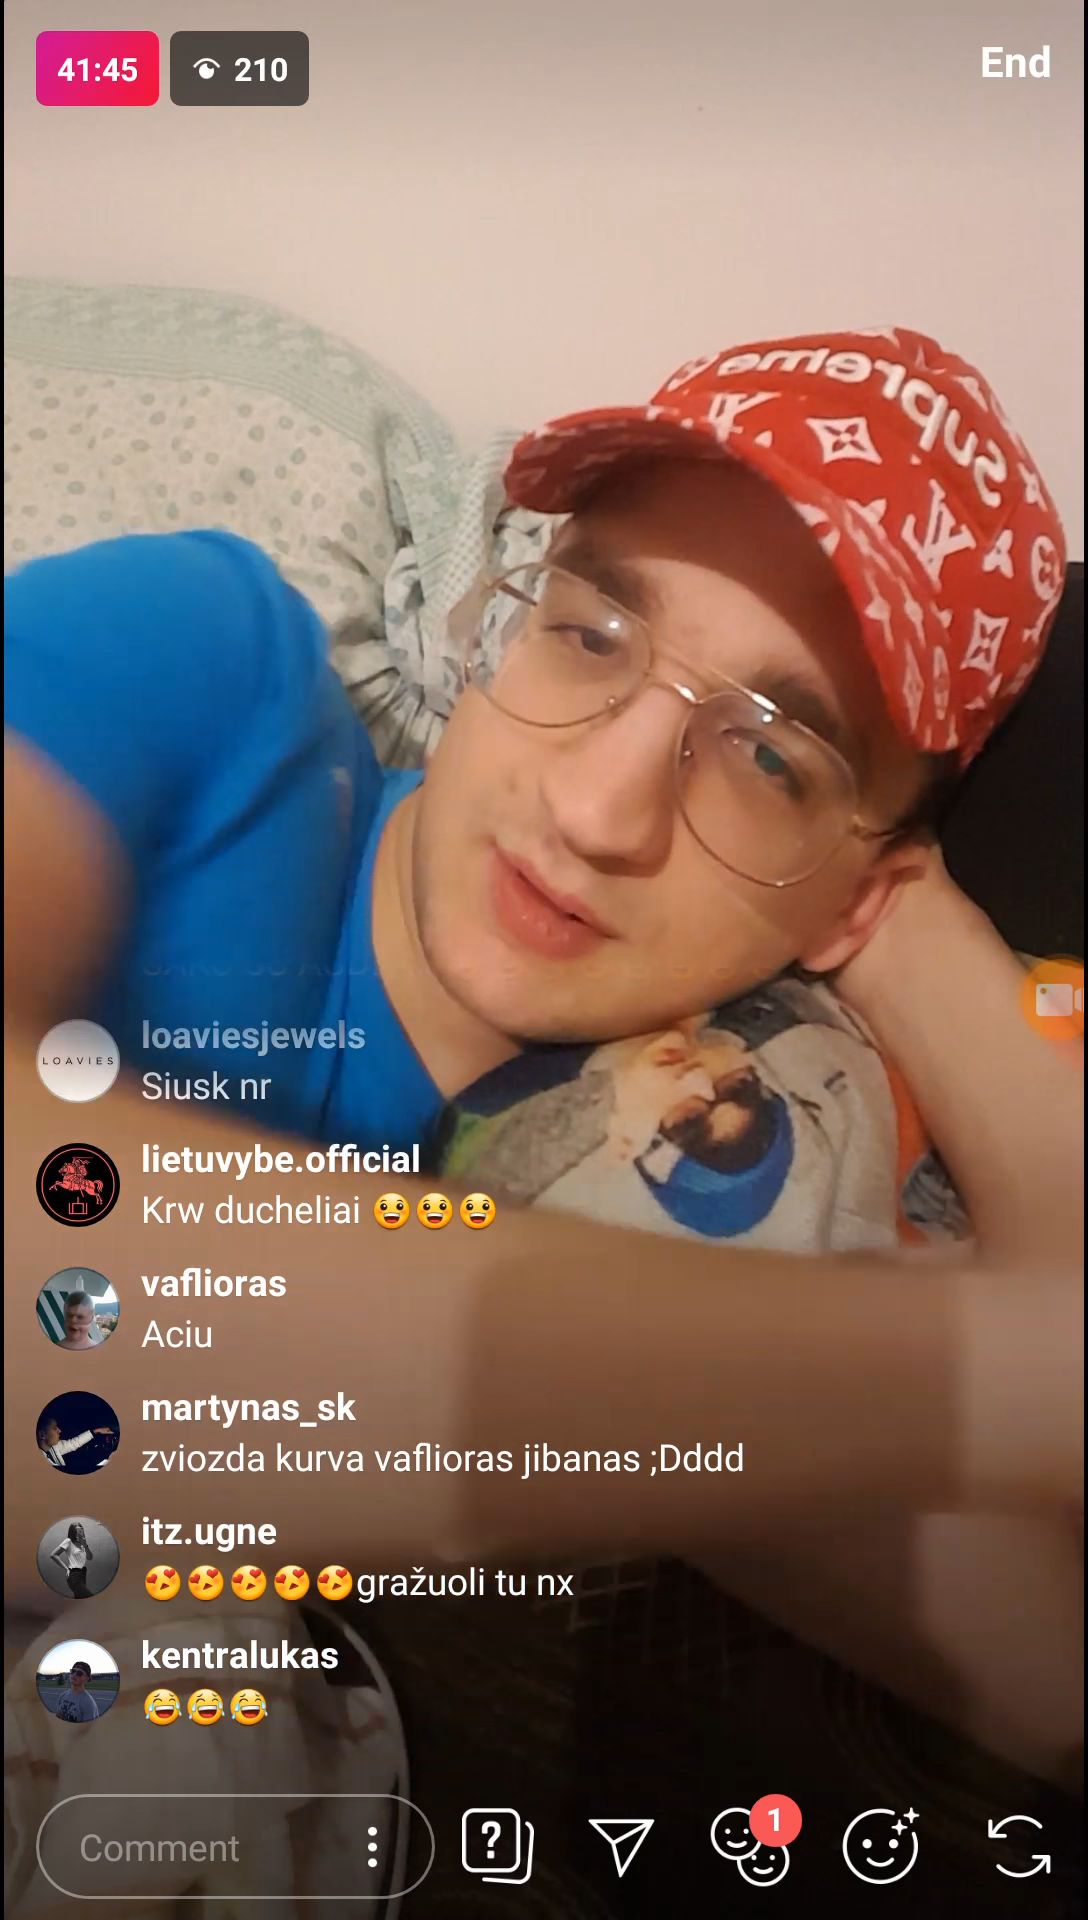 41:45
210
End
Supreme
loaviesjewels
LOAVIES
Siusk nr
lietuvybe.official
Krw ducheliai 😀😀😀
vaflioras
Aciu
martynas_sk
zviozda kurva vaflioras jibanas ;Dddd
itz.ugne
😍😍😍😍😍gražuoli tu nx
kentralukas
😂😂😂
Comment
1